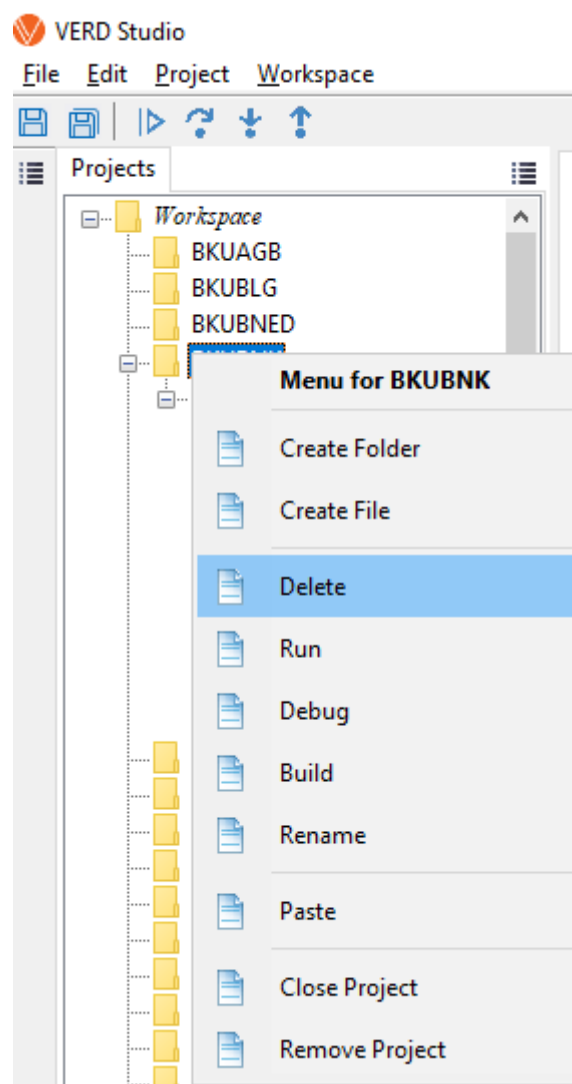 VERD Studio
File Edit Project Workspace
Projects
Workspace
BKUAGB
BKUBLG
BKUBNED
Menu for BKUBNK
Create Folder
Create File
Delete
Run
Debug
Build
Rename
Paste
Close Project
Remove Project